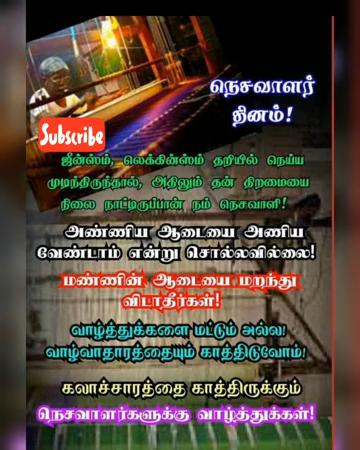 நெசவாளர்
தினம்!
Subscribe
ஜீன்ஸும், லெக்கின்ஸும் தறியில் நெய்ய
முடிந்திருந்தால், அதிலும் தன் திறமையை
நிலை நாட்டிருப்பான் நம் நெசவாளி!
அண்ணிய ஆடையை அணிய
வேண்டாம் என்று சொல்லவில்லை!
மண்ணின் ஆடையை மறந்து
விடாதீர்கள்!
வாழ்த்துக்களை மட்டும் அல்ல!
வாழ்வாதாரத்தையும் காத்திடுவோம்!
கலாச்சாரத்தை காத்திருக்கும்
நெசவாளர்களுக்கு வாழ்த்துக்கள்!